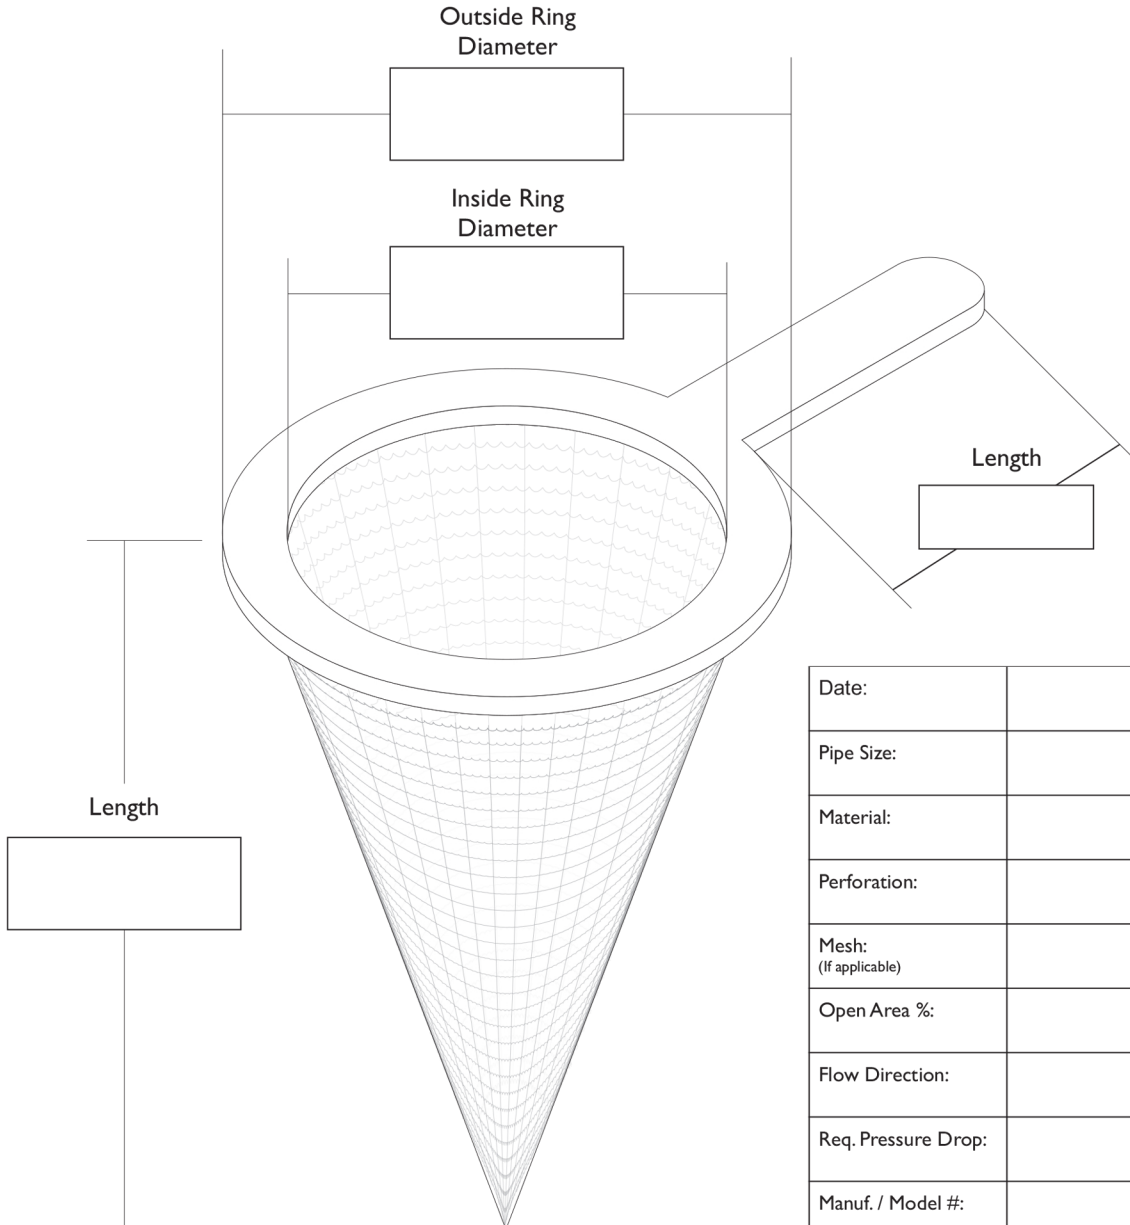 Outside Ring
Diameter
Inside Ring
Diameter
Length
Length
Date:
Pipe Size:
Material:
Perforation:
Mesh:
(If applicable)
Open Area %:
Flow Direction:
Req. Pressure Drop:
Manuf. / Model #: